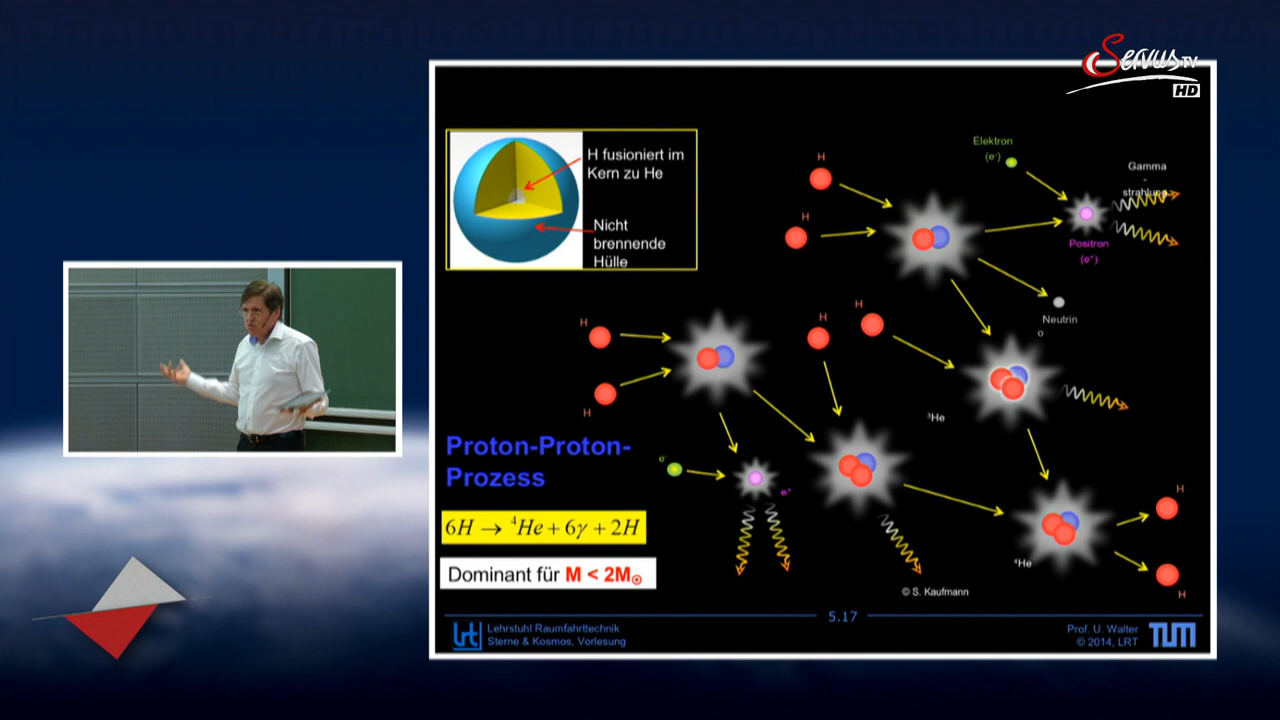 Servus TV
HD
H fusioniert im
Kern zu He
Nicht
brennende
Hülle
H
H
Elektron
(e⁻)
Gamma
-
strahlung
Positron
(e⁺)
Neutrin
o
H
H
H
H
³He
e⁻
e⁺
Proton-Proton-
Prozess
6H → ⁴He + 6γ + 2H
Dominant für M < 2M☉
⁴He
H
H
© S. Kaufmann
5.17
lrt
Lehrstuhl Raumfahrttechnik
Sterne & Kosmos, Vorlesung
Prof. U. Walter
© 2014, LRT
TUM